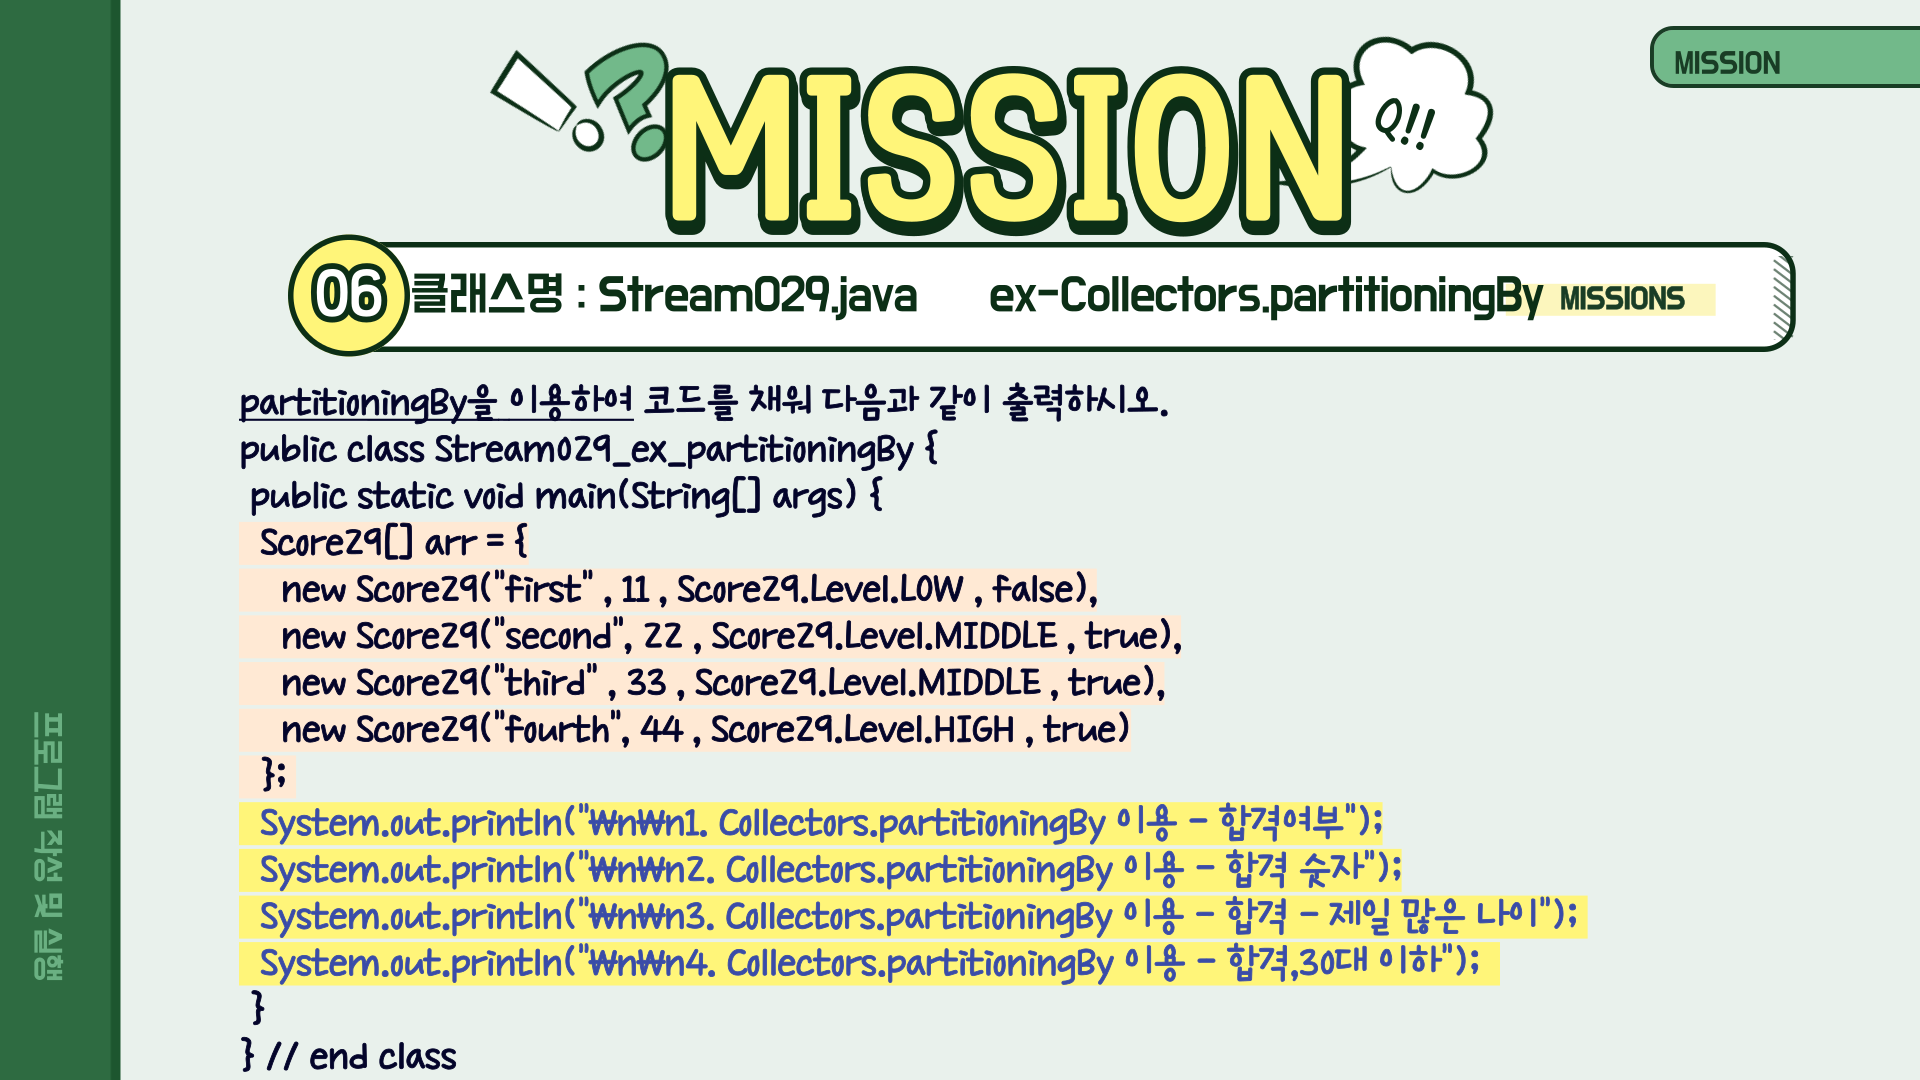 MISSION
MISSION
Q!!
06 클래스명 : Stream029.java ex-Collectors.partitioningBy MISSIONS
partitioningBy을 이용하여 코드를 채워 다음과 같이 출력하시오.
public class Stream029_ex_partitioningBy {
public static void main(String[] args) {
Score29[] arr = {
new Score29("first" , 11 , Score29.Level.LOW , false),
new Score29("second", 22 , Score29.Level.MIDDLE , true),
new Score29("third" , 33 , Score29.Level.MIDDLE , true),
new Score29("fourth", 44 , Score29.Level.HIGH , true)
};
System.out.println("₩n₩n1. Collectors.partitioningBy 이용 - 합격여부");
System.out.println("₩n₩n2. Collectors.partitioningBy 이용 - 합격 숫자");
System.out.println("₩n₩n3. Collectors.partitioningBy 이용 - 합격 - 제일 많은 나이");
System.out.println("₩n₩n4. Collectors.partitioningBy 이용 - 합격,30대 이하");
}
} // end class
프로그램 작성 및 실행